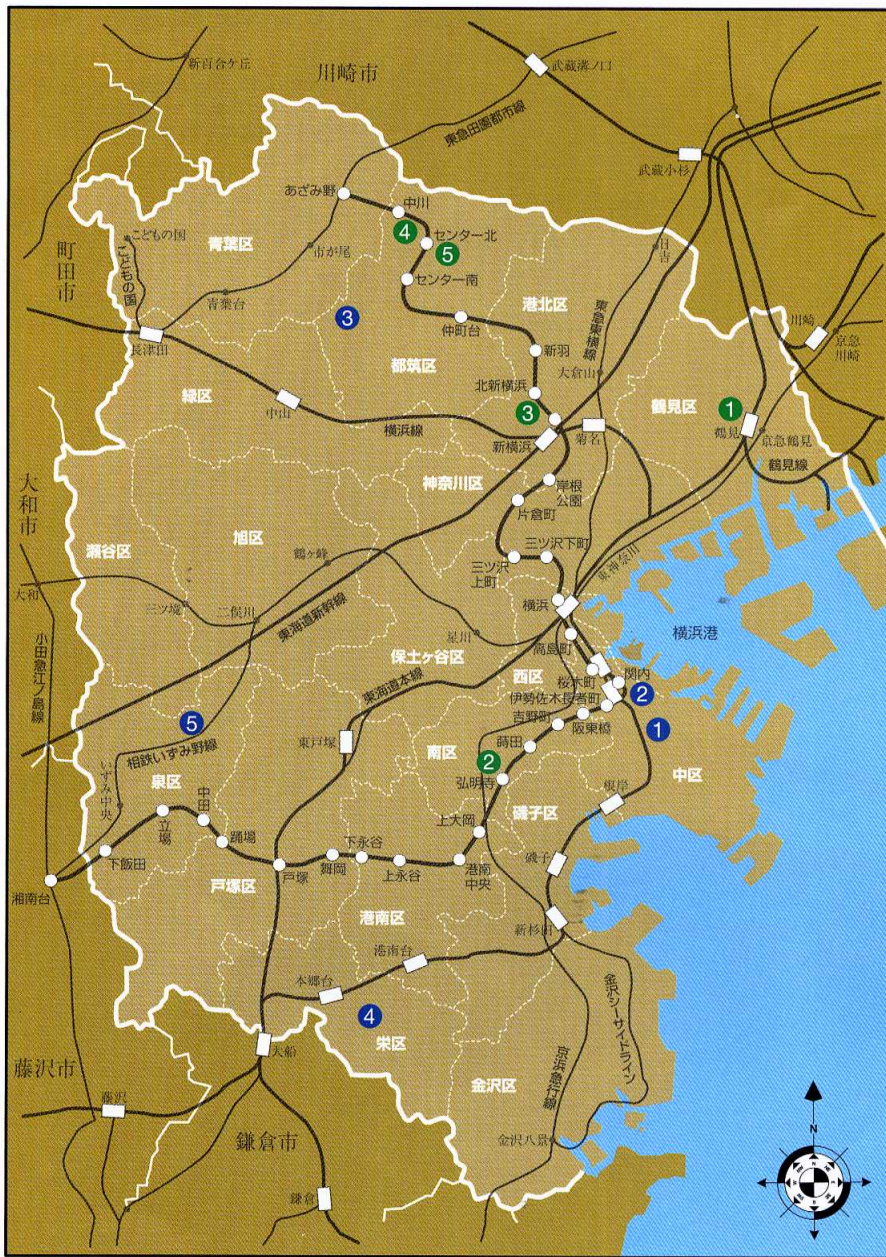 新百合ケ丘
川崎市
武蔵溝ノ口
東急田園都市線
武蔵小杉
あざみ野
中川
こどもの国
青葉区
市が尾
4
センター北
5
日吉
町田市
こどもの国
センター南
港北区
青葉台
3
仲町台
東急東横線
川崎
京急
川崎
長津田
都筑区
新羽
大倉山
緑区
中山
北新横浜
3
鶴見区
1
横浜線
新横浜
菊名
鶴見
京急鶴見
鶴見線
大和市
神奈川区
岸根
公園
片倉町
瀬谷区
旭区
鶴ケ峰
三ツ沢下町
三ツ沢
上町
東神奈川
大和
三ツ境
二俣川
東海道新幹線
横浜
横浜港
星川
小田急江ノ島線
保土ヶ谷区
高島町
西区
桜木町
関内
東海道本線
伊勢佐木長者町
2
5
吉野町
阪東橋
1
相鉄いずみ野線
東戸塚
南区
蒔田
中区
2
弘明寺
泉区
いずみ中央
中田
磯子区
根岸
立場
踊場
上大岡
下永谷
下飯田
戸塚
舞岡
上永谷
港南
中央
磯子
湘南台
戸塚区
港南区
新杉田
港南台
本郷台
金沢シーサイドライン
4
栄区
大船
藤沢市
金沢区
京浜急行線
藤沢
鎌倉市
金沢八景
N
鎌倉